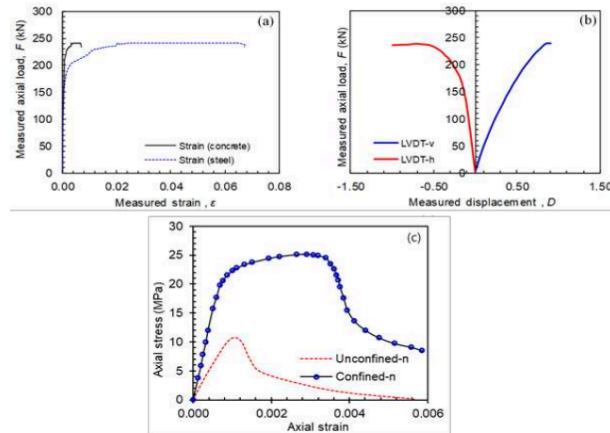 300
250
200
150
100
50
0
Measured axial load, F (kN)
(a)
Strain (concrete)
Strain (steel)
0.00 0.02 0.04 0.06 0.08
Measured strain , ε
300
250
200
150
100
50
0
Measured axial load, F (kN)
(b)
LVDT-v
LVDT-h
-1.50 -0.50 0.50 1.50
Measured displacement , D
30
25
20
15
10
5
0
Axial stress (MPa)
(c)
Unconfined-n
Confined-n
0.000 0.002 0.004 0.006
Axial strain